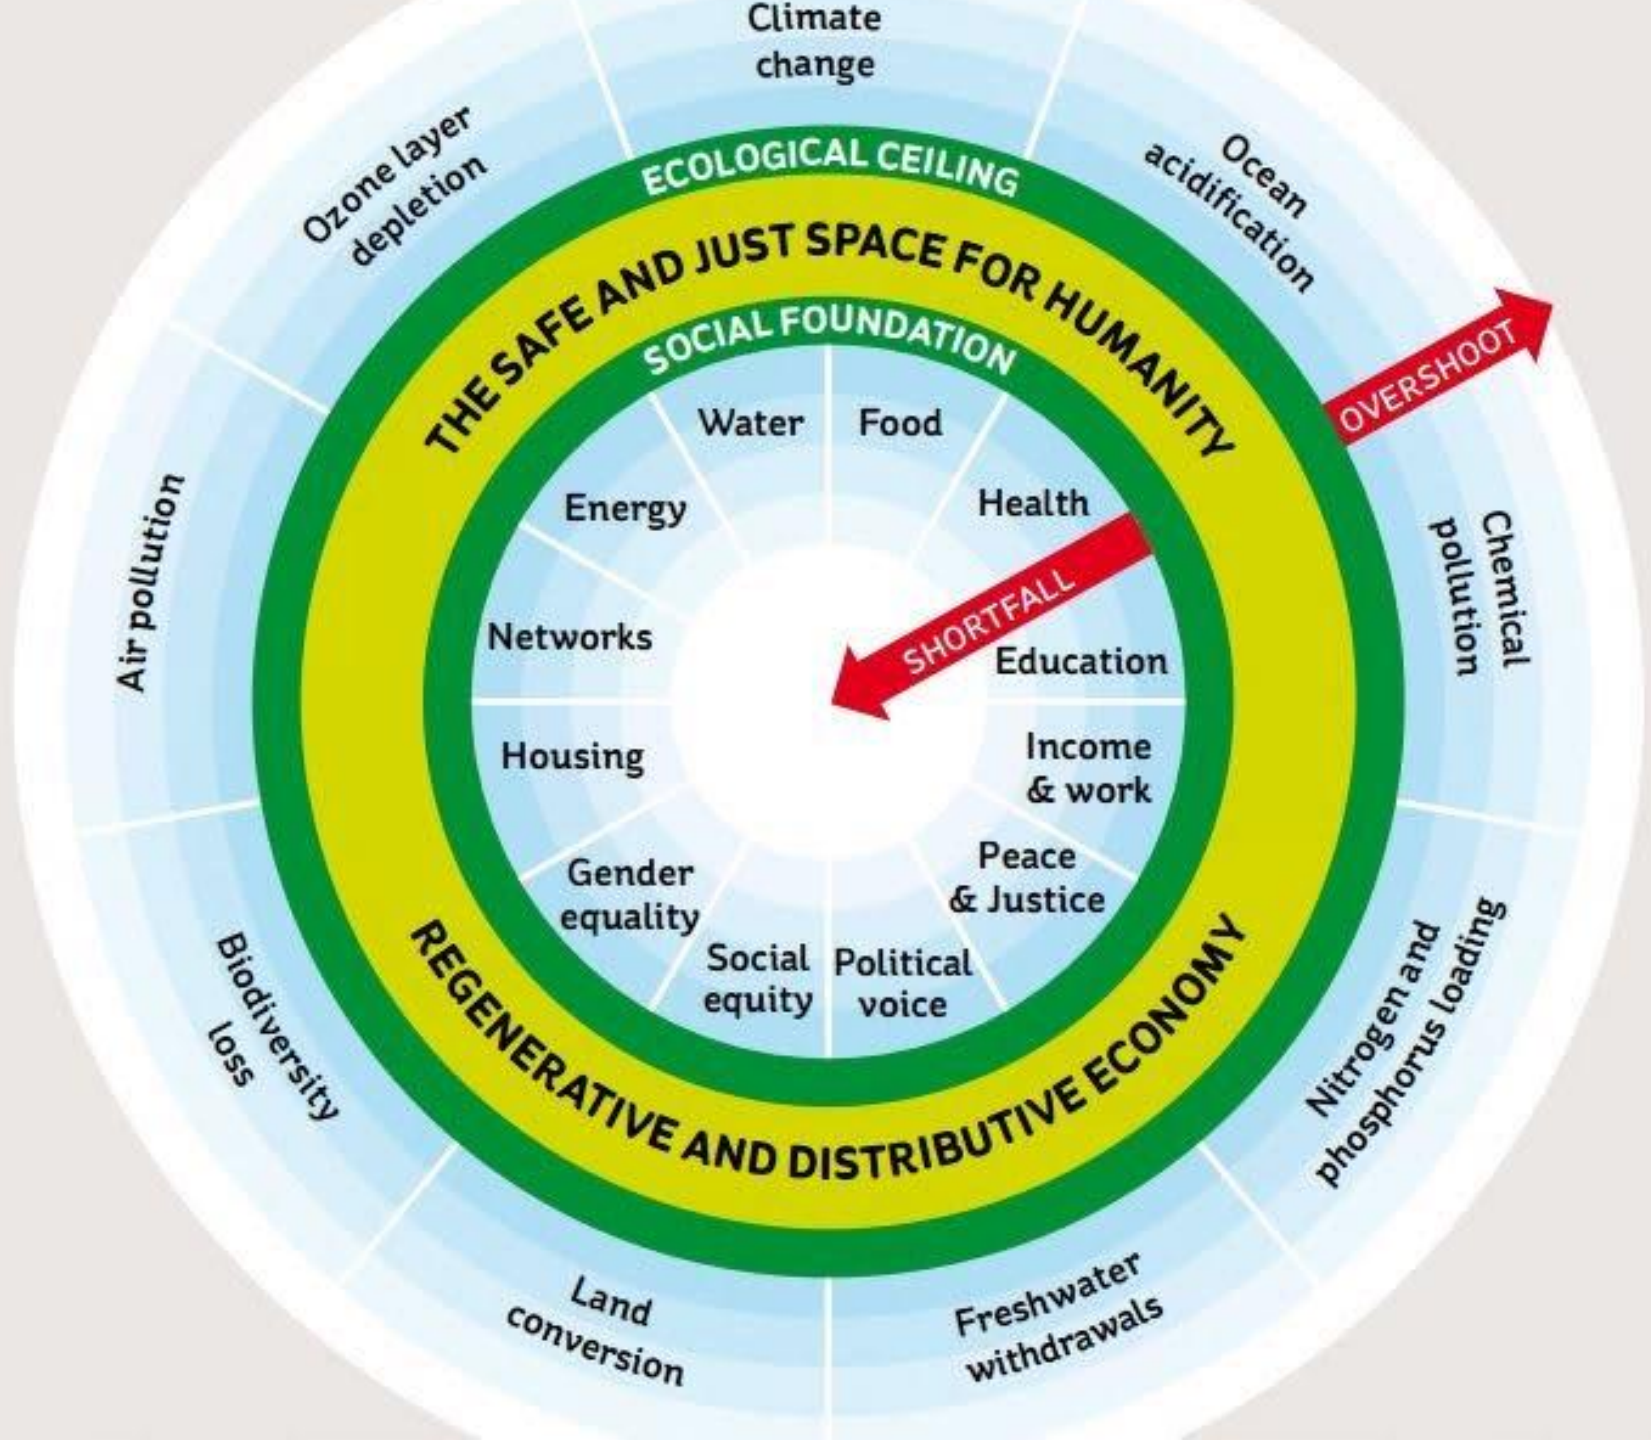 Climate
change
Ocean
acidification
OVERSHOOT
Chemical
pollution
Nitrogen and
phosphorus loading
Freshwater
withdrawals
Land
conversion
Biodiversity
loss
Air pollution
Ozone layer
depletion
ECOLOGICAL CEILING
THE SAFE AND JUST SPACE FOR HUMANITY
SOCIAL FOUNDATION
Water
Food
Health
SHORTFALL
Education
Income
& work
Peace
& Justice
Political
voice
Social
equity
Gender
equality
Housing
Networks
Energy
REGENERATIVE AND DISTRIBUTIVE ECONOMY